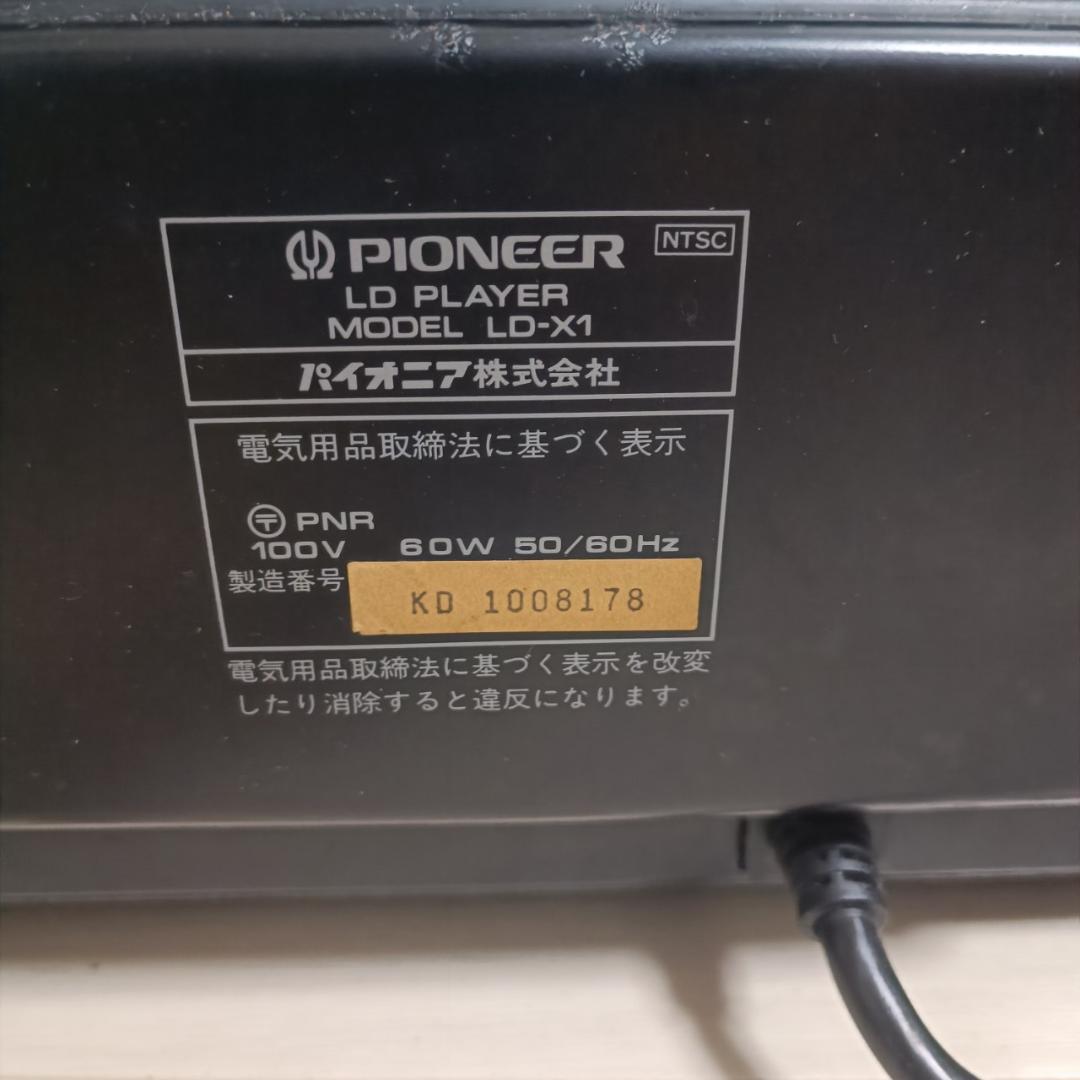 PIONEER NTSC
LD PLAYER
MODEL LD-X1
パイオニア株式会社
電気用品取締法に基づく表示
〶 PNR
100V 60W 50/60Hz
製造番号 KD 1008178
電気用品取締法に基づく表示を改変
したり消除すると違反になります。